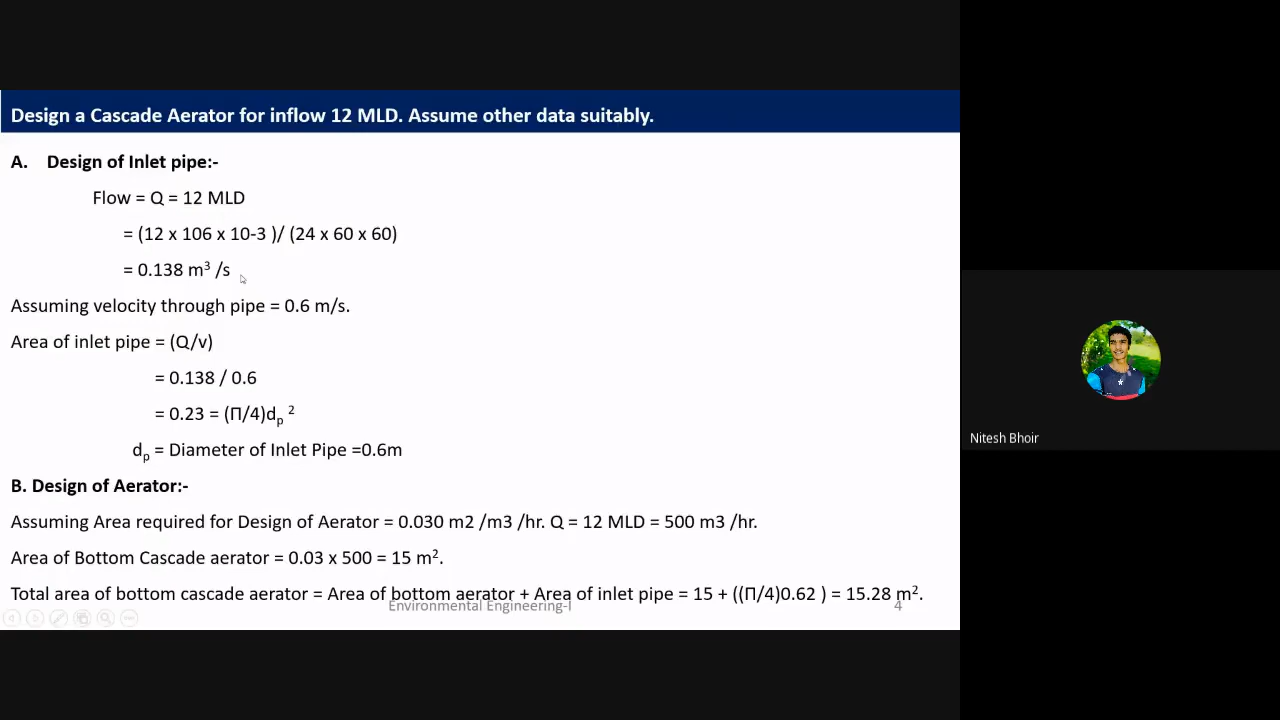 Design a Cascade Aerator for inflow 12 MLD. Assume other data suitably.
A. Design of Inlet pipe:-
Flow = Q = 12 MLD
= (12 x 106 x 10-3 )/ (24 x 60 x 60)
= 0.138 m³ /s
Assuming velocity through pipe = 0.6 m/s.
Area of inlet pipe = (Q/v)
= 0.138 / 0.6
= 0.23 = (Π/4)dp ²
dp = Diameter of Inlet Pipe =0.6m
B. Design of Aerator:-
Assuming Area required for Design of Aerator = 0.030 m2 /m3 /hr. Q = 12 MLD = 500 m3 /hr.
Area of Bottom Cascade aerator = 0.03 x 500 = 15 m².
Total area of bottom cascade aerator = Area of bottom aerator + Area of inlet pipe = 15 + ((Π/4)0.62 ) = 15.28 m².
Environmental Engineering-I
4
Nitesh Bhoir